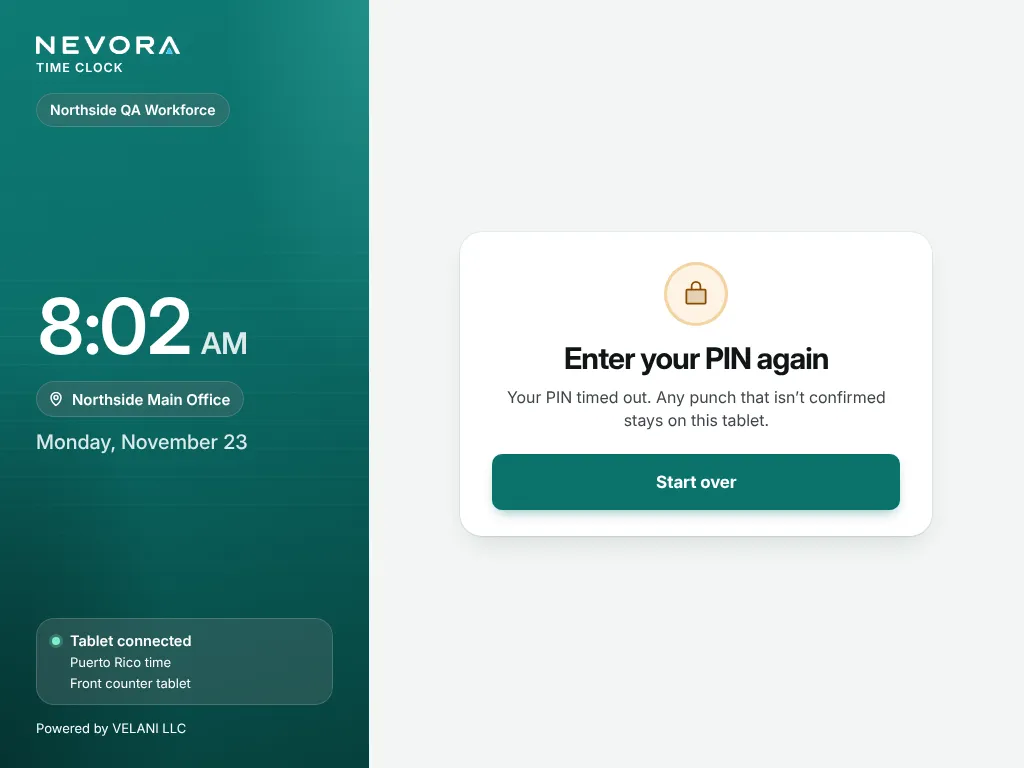 NEVORA
TIME CLOCK
Northside QA Workforce
8:02 AM
Northside Main Office
Monday, November 23
Tablet connected
Puerto Rico time
Front counter tablet
Powered by VELANI LLC
Enter your PIN again
Your PIN timed out. Any punch that isn’t confirmed
stays on this tablet.
Start over